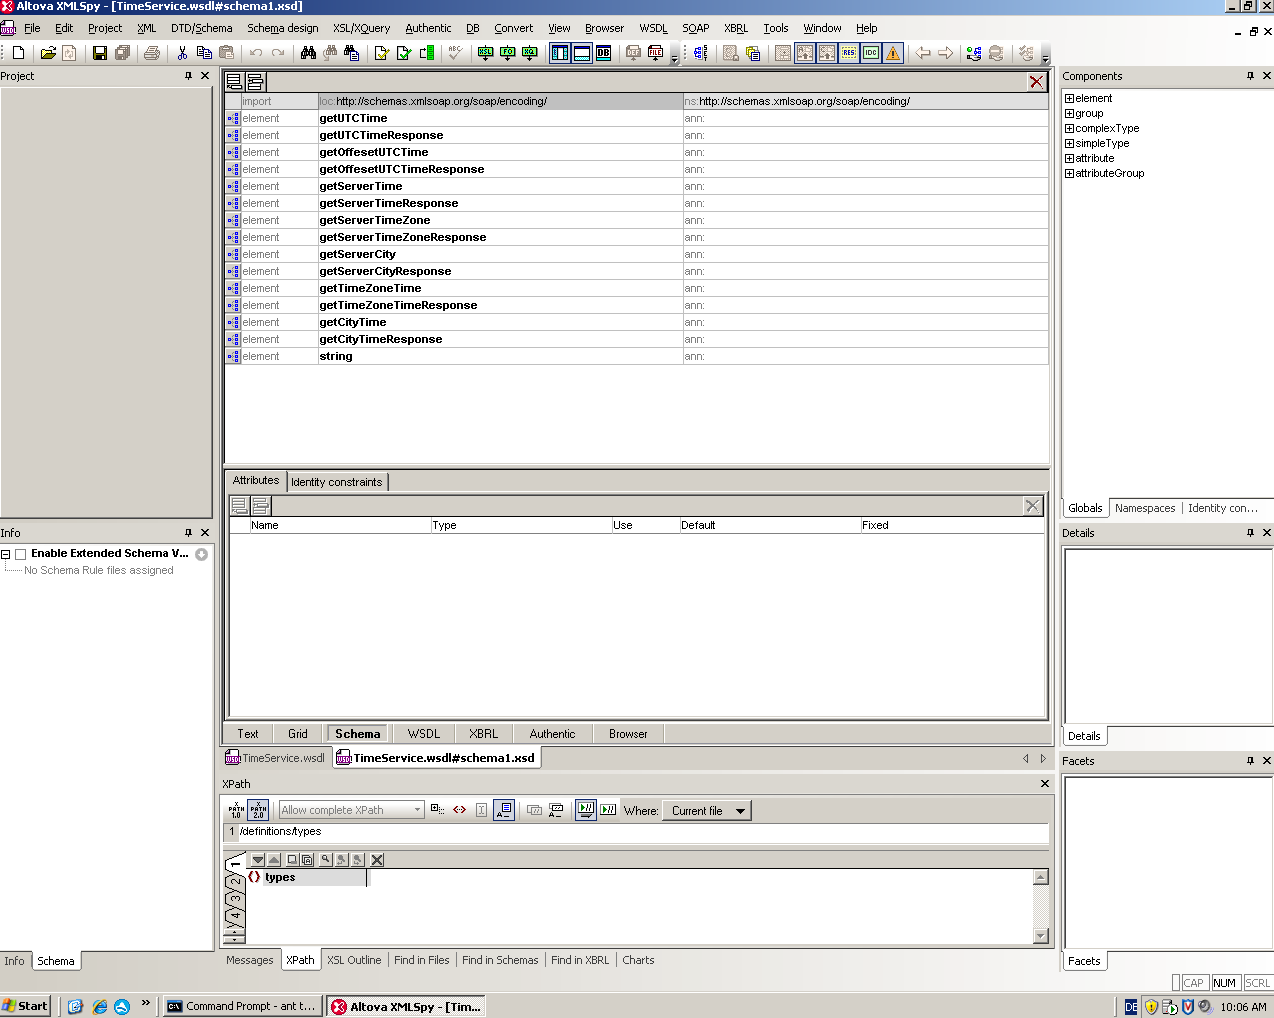 Altova XMLSpy - [TimeService.wsdl#schema1.xsd]
File Edit Project XML DTD/Schema Schema design XSL/XQuery Authentic DB Convert View Browser WSDL SOAP XBRL Tools Window Help
Project
import loc:http://schemas.xmlsoap.org/soap/encoding/ ns:http://schemas.xmlsoap.org/soap/encoding/
element getUTCTime ann:
element getUTCTimeResponse ann:
element getOffesetUTCTime ann:
element getOffesetUTCTimeResponse ann:
element getServerTime ann:
element getServerTimeResponse ann:
element getServerTimeZone ann:
element getServerTimeZoneResponse ann:
element getServerCity ann:
element getServerCityResponse ann:
element getTimeZoneTime ann:
element getTimeZoneTimeResponse ann:
element getCityTime ann:
element getCityTimeResponse ann:
element string ann:
Components
element
group
complexType
simpleType
attribute
attributeGroup
Globals Namespaces Identity con...
Attributes Identity constraints
Name Type Use Default Fixed
Info
Enable Extended Schema V...
No Schema Rule files assigned
Info Schema
Details
Details
Facets
Facets
Text Grid Schema WSDL XBRL Authentic Browser
TimeService.wsdl TimeService.wsdl#schema1.xsd
XPath
XPATH 1.0 XPATH 2.0 Allow complete XPath Where: Current file
1 /definitions/types
types
1
2
3
4
Messages XPath XSL Outline Find in Files Find in Schemas Find in XBRL Charts
CAP NUM SCRL
Start Command Prompt - ant t... Altova XMLSpy - [Tim... DE 10:06 AM